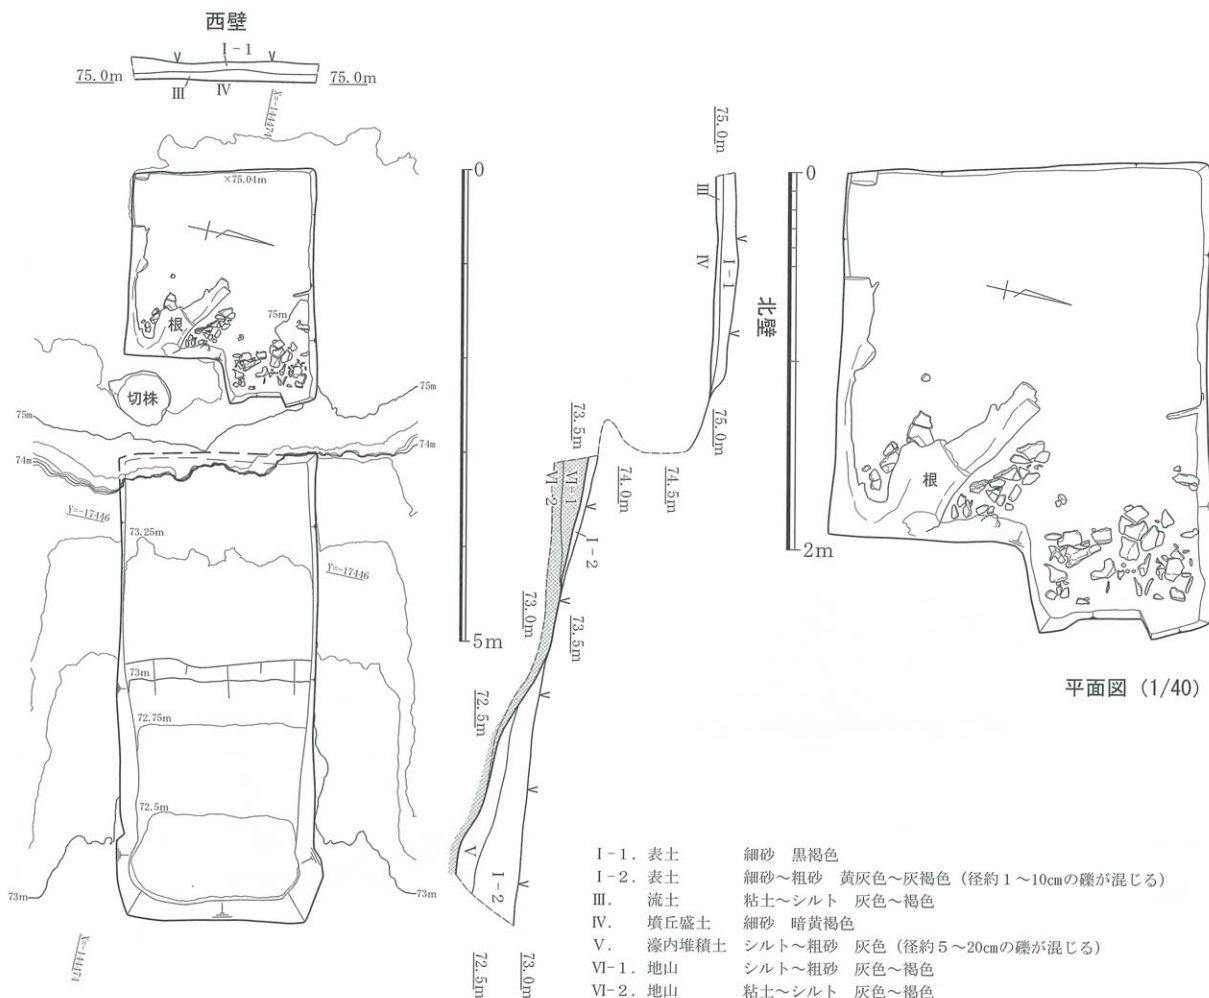 西壁
Ⅰ-1
75.0m 75.0m
Ⅲ Ⅳ
X=-144474
×75.04m
根
75m
切株
75m 75m
74m 74m
Y=-17446
73.25m
Y=-17446
73m
72.75m
72.5m
73m 73m
X=-144474
0
5m
75.0m
Ⅲ
Ⅳ
Ⅰ-1
北壁
75.0m
73.5m
74.0m
74.5m
Ⅵ-2
Ⅵ-1
Ⅰ-2
73.0m
73.5m
72.5m
Ⅴ
Ⅰ-2
72.5m
73.0m
0
2m
根
平面図 (1/40)
Ⅰ-1. 表土 細砂 黒褐色
Ⅰ-2. 表土 細砂～粗砂 黄灰色～灰褐色 (径約1～10cmの礫が混じる)
Ⅲ. 流土 粘土～シルト 灰色～褐色
Ⅳ. 墳丘盛土 細砂 暗黄褐色
Ⅴ. 濠内堆積土 シルト～粗砂 灰色 (径約5～20cmの礫が混じる)
Ⅵ-1. 地山 シルト～粗砂 灰色～褐色
Ⅵ-2. 地山 粘土～シルト 灰色～褐色